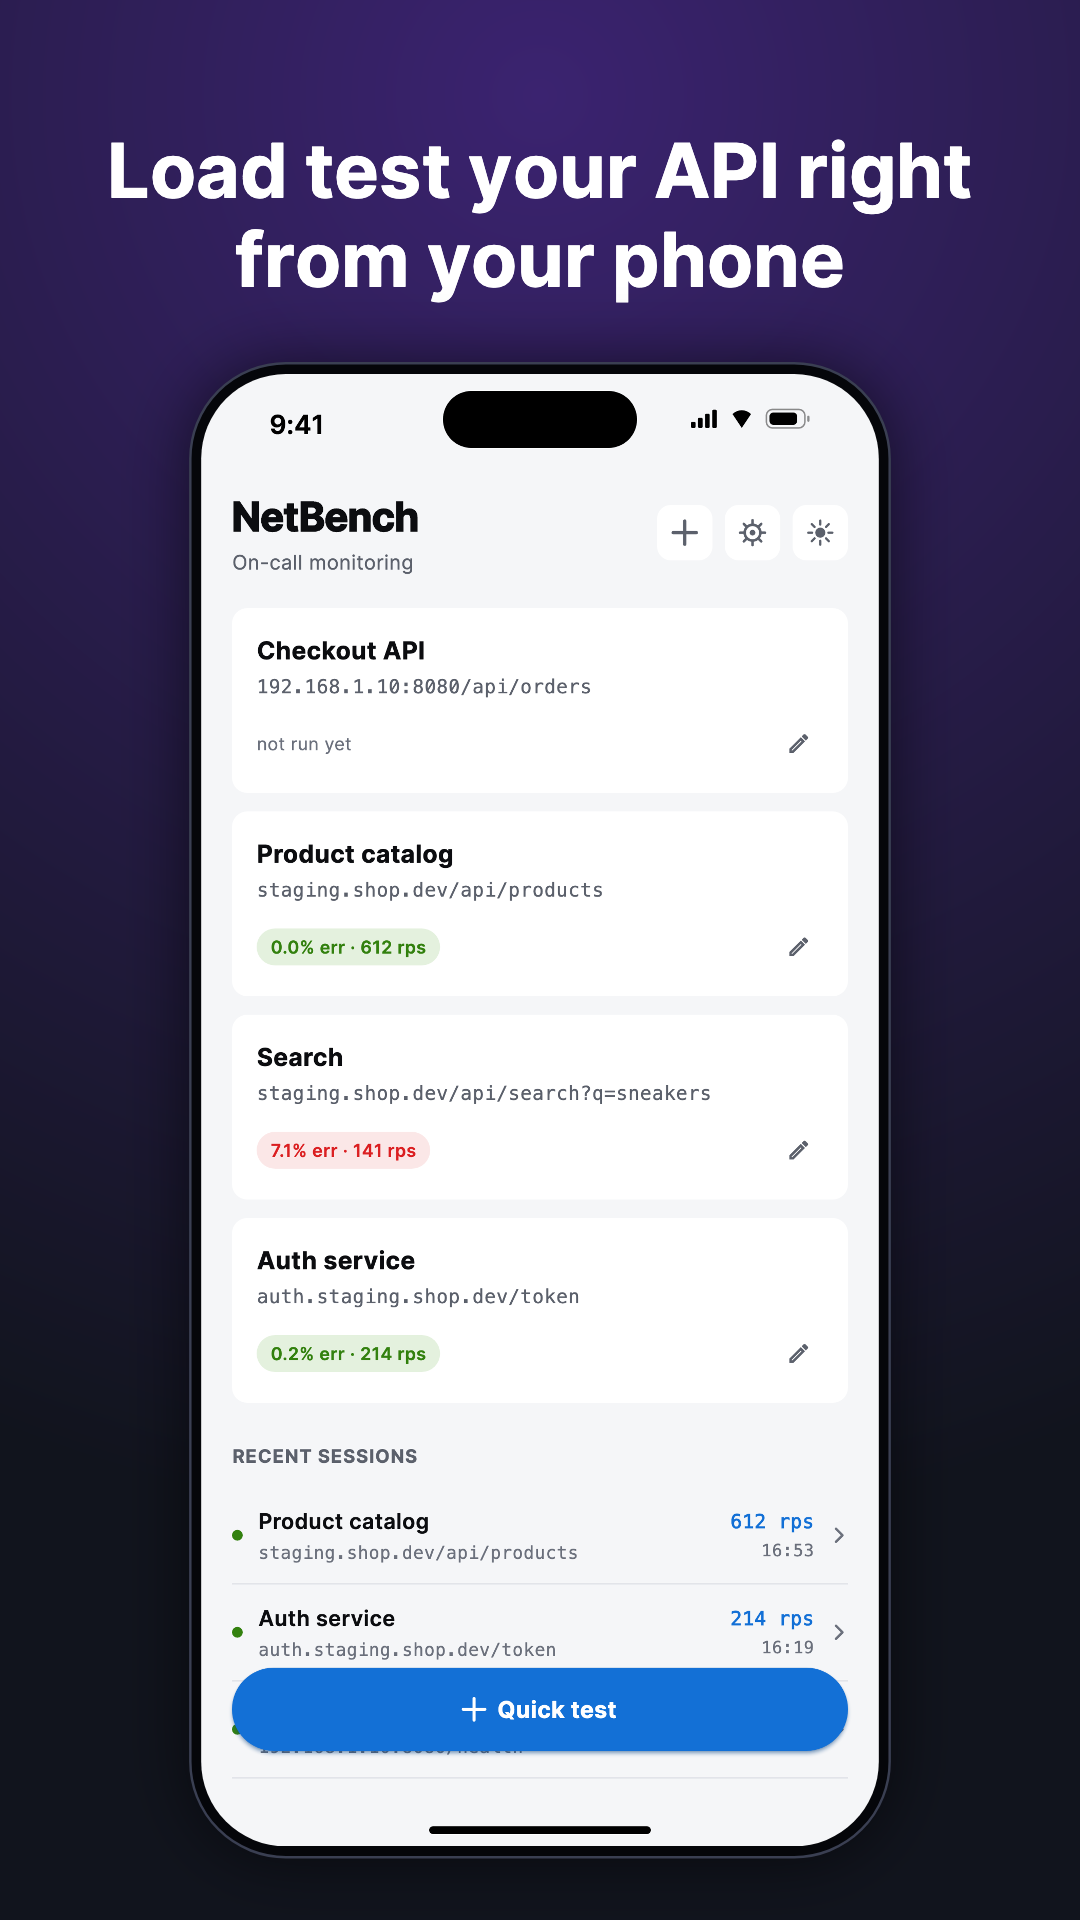 Load test your API right
from your phone
9:41
NetBench
On-call monitoring
Checkout API
192.168.1.10:8080/api/orders
not run yet
Product catalog
staging.shop.dev/api/products
0.0% err · 612 rps
Search
staging.shop.dev/api/search?q=sneakers
7.1% err · 141 rps
Auth service
auth.staging.shop.dev/token
0.2% err · 214 rps
RECENT SESSIONS
Product catalog
612 rps
staging.shop.dev/api/products
16:53
Auth service
214 rps
auth.staging.shop.dev/token
16:19
Quick test